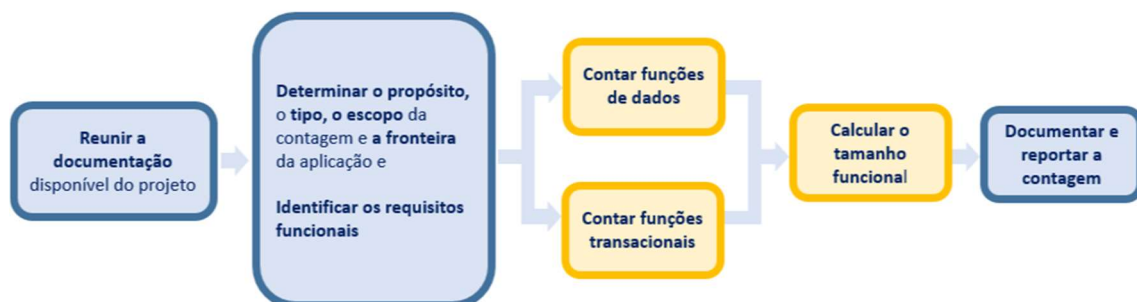 Reunir a
documentação
disponível do projeto
Determinar o propósito,
o tipo, o escopo da
contagem e a fronteira
da aplicação e
Identificar os requisitos
funcionais
Contar funções
de dados
Contar funções
transacionais
Calcular o
tamanho
funcional
Documentar e
reportar a
contagem